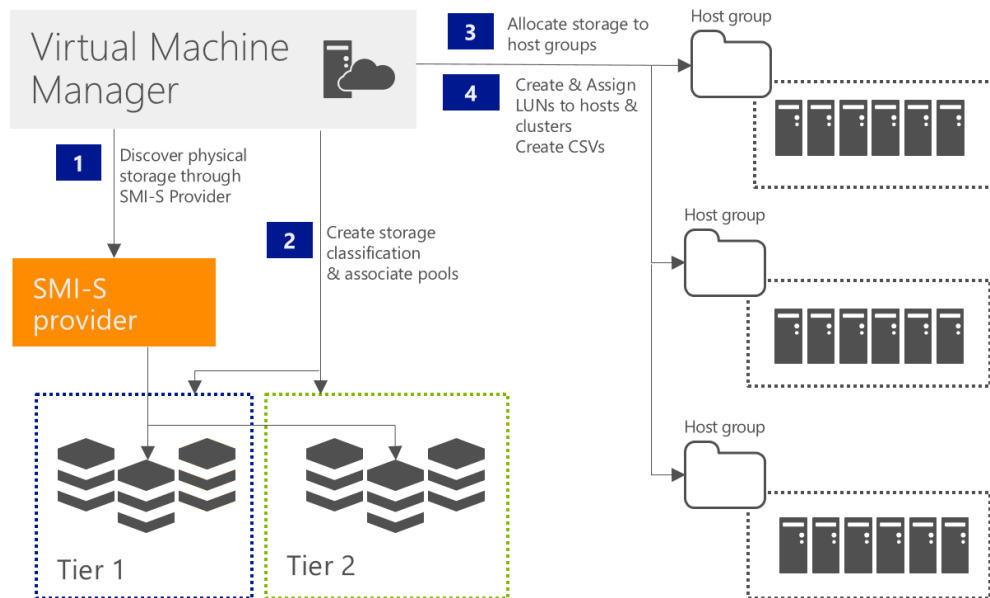 Virtual Machine
Manager
1
Discover physical
storage through
SMI-S Provider
2
Create storage
classification
& associate pools
3
Allocate storage to
host groups
4
Create & Assign
LUNs to hosts &
clusters
Create CSVs
SMI-S
provider
Tier 1
Tier 2
Host group
Host group
Host group